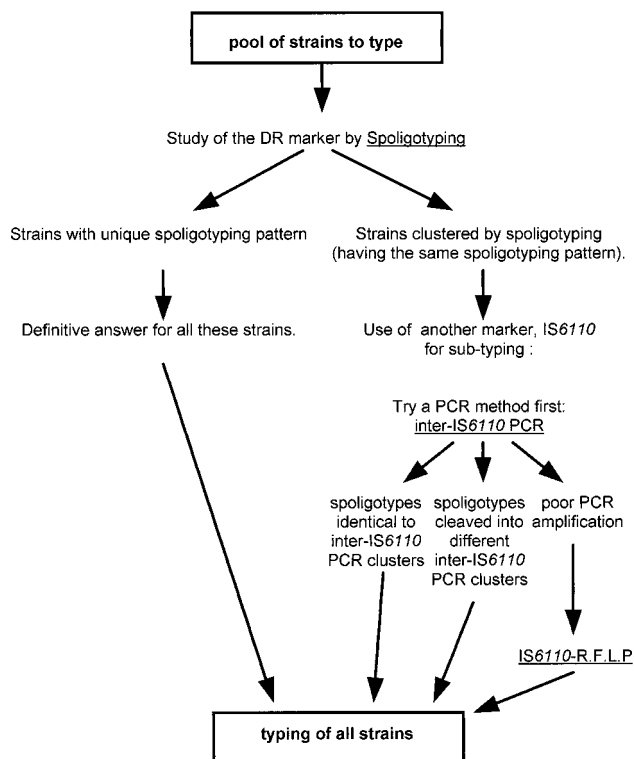 pool of strains to type
Study of the DR marker by Spoligotyping
Strains with unique spoligotyping pattern
Strains clustered by spoligotyping
(having the same spoligotyping pattern).
Definitive answer for all these strains.
Use of another marker, IS6110
for sub-typing :
Try a PCR method first:
inter-IS6110 PCR
spoligotypes
identical to
inter-IS6110
PCR clusters
spoligotypes
cleaved into
different
inter-IS6110
PCR clusters
poor PCR
amplification
IS6110-R.F.L.P
typing of all strains